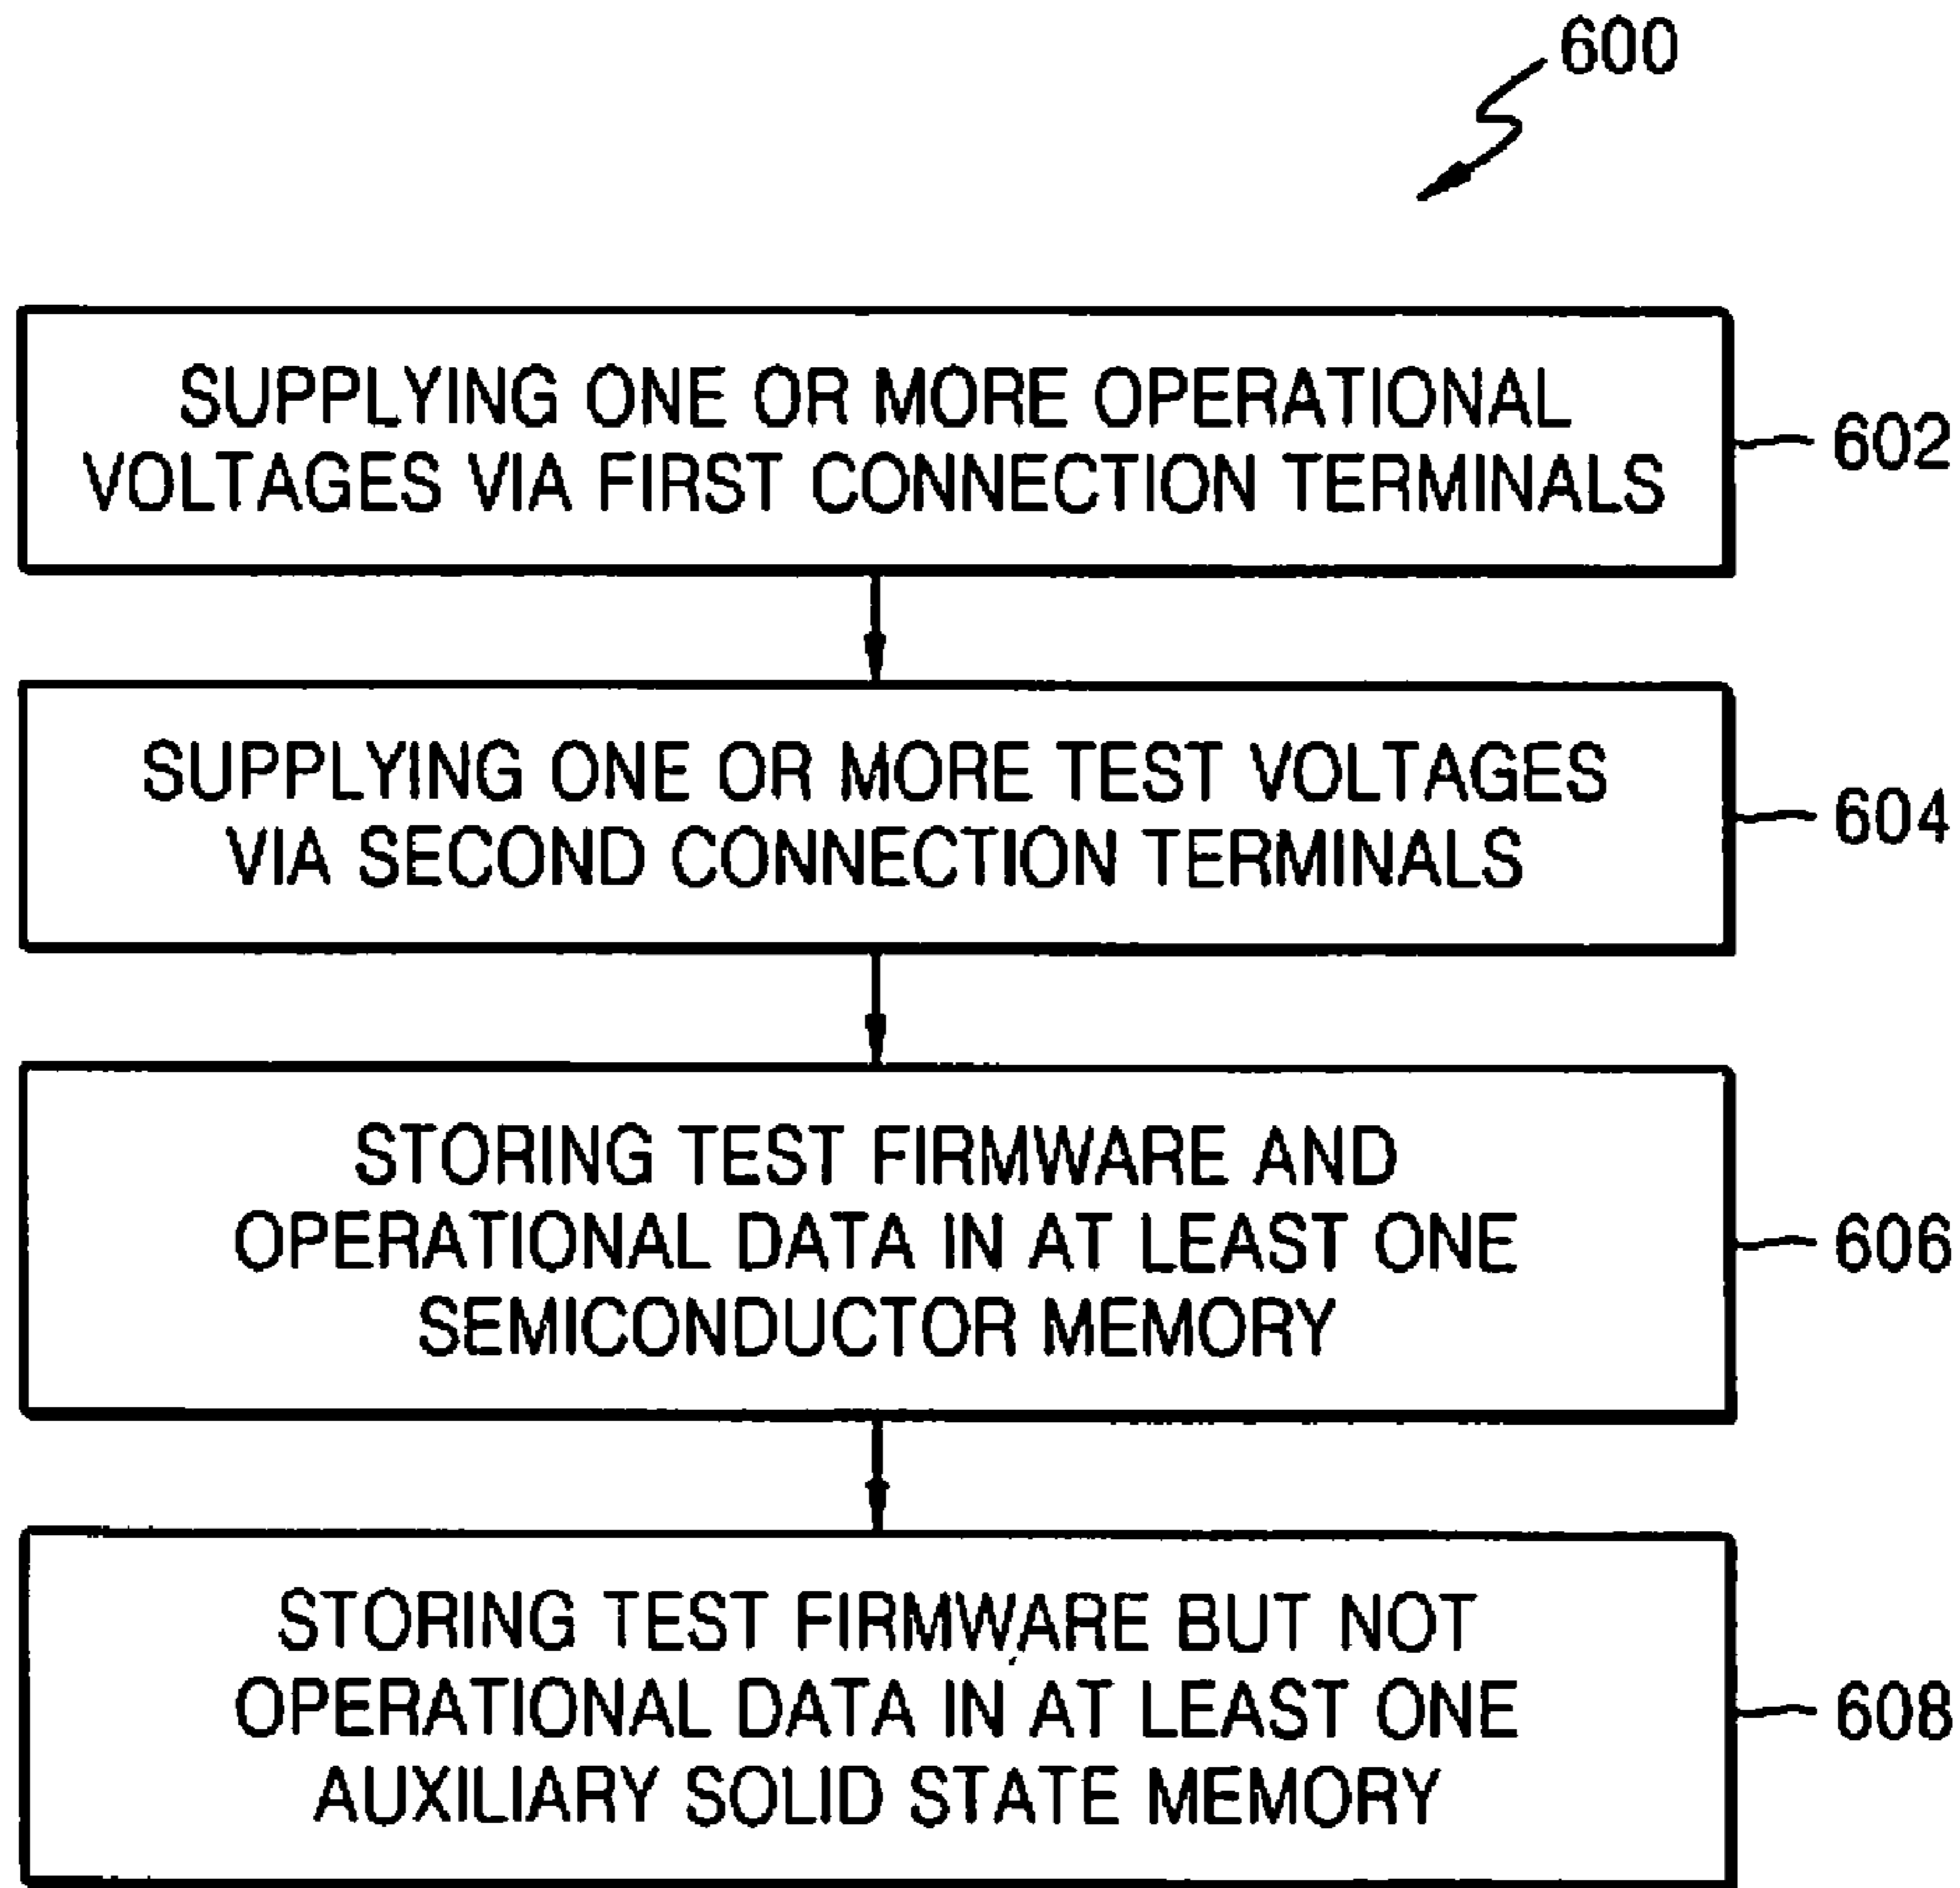 600
SUPPLYING ONE OR MORE OPERATIONAL
VOLTAGES VIA FIRST CONNECTION TERMINALS
602
SUPPLYING ONE OR MORE TEST VOLTAGES
VIA SECOND CONNECTION TERMINALS
604
STORING TEST FIRMWARE AND
OPERATIONAL DATA IN AT LEAST ONE
SEMICONDUCTOR MEMORY
606
STORING TEST FIRMWARE BUT NOT
OPERATIONAL DATA IN AT LEAST ONE
AUXILIARY SOLID STATE MEMORY
608